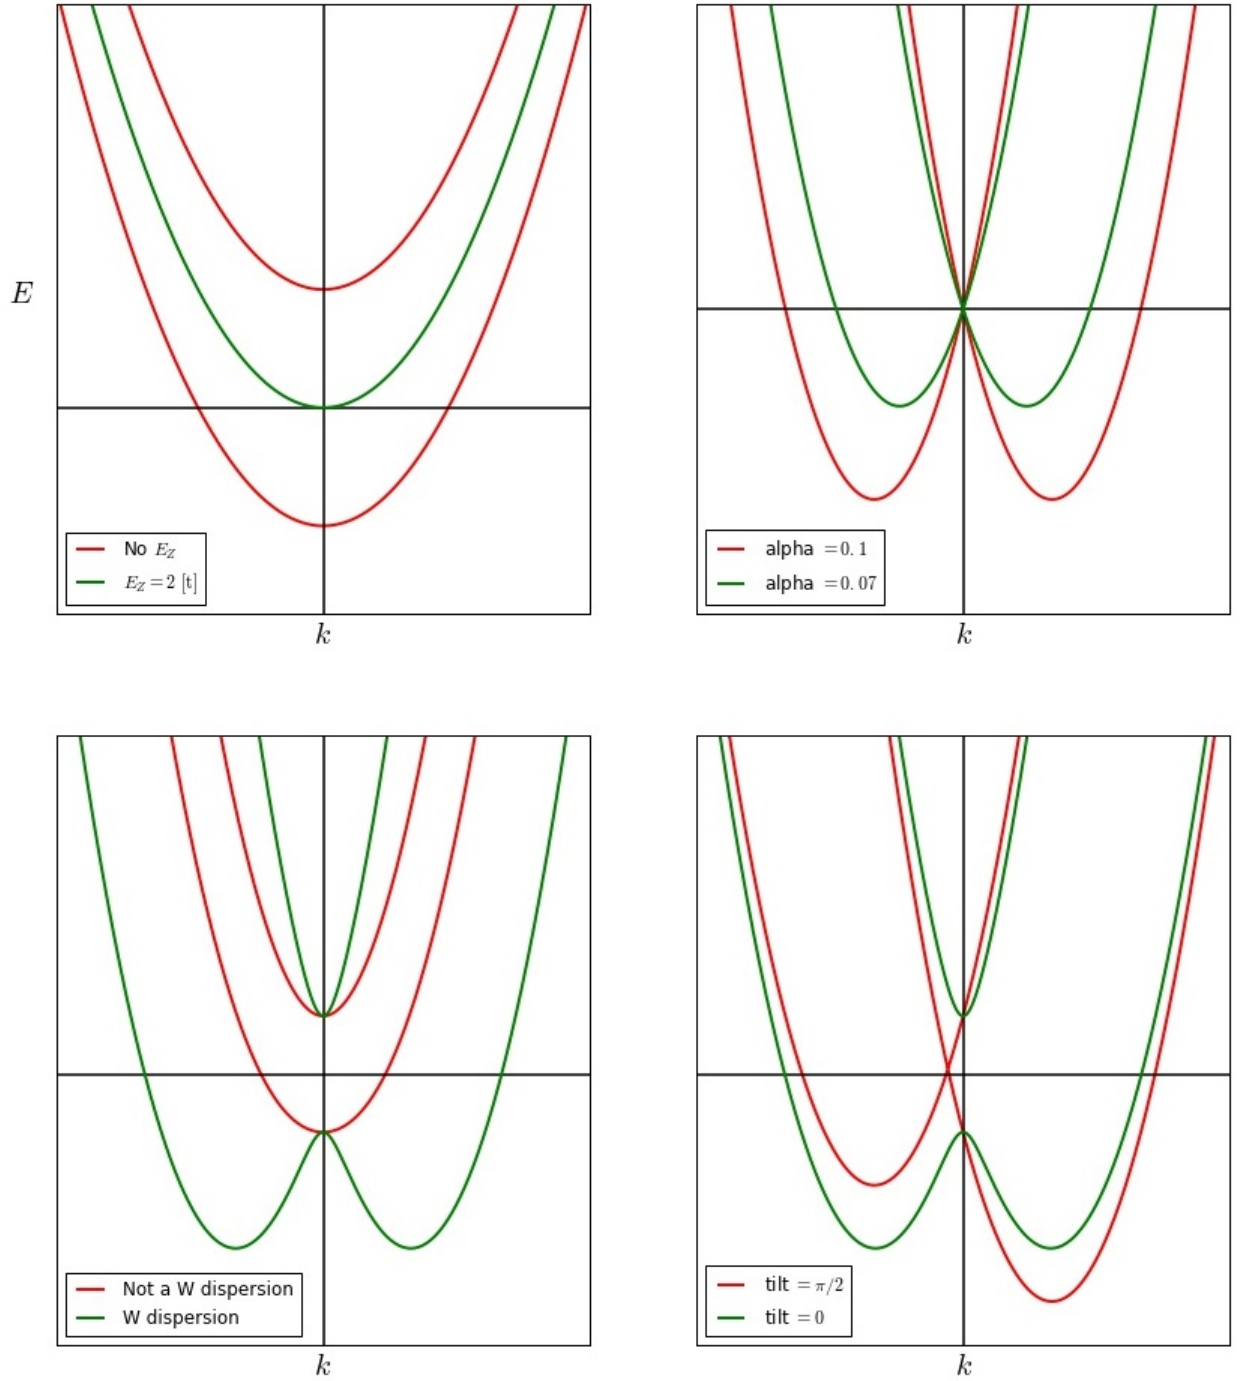 E
No E_Z
E_Z = 2 [t]
k
alpha = 0.1
alpha = 0.07
k
Not a W dispersion
W dispersion
k
tilt = π/2
tilt = 0
k